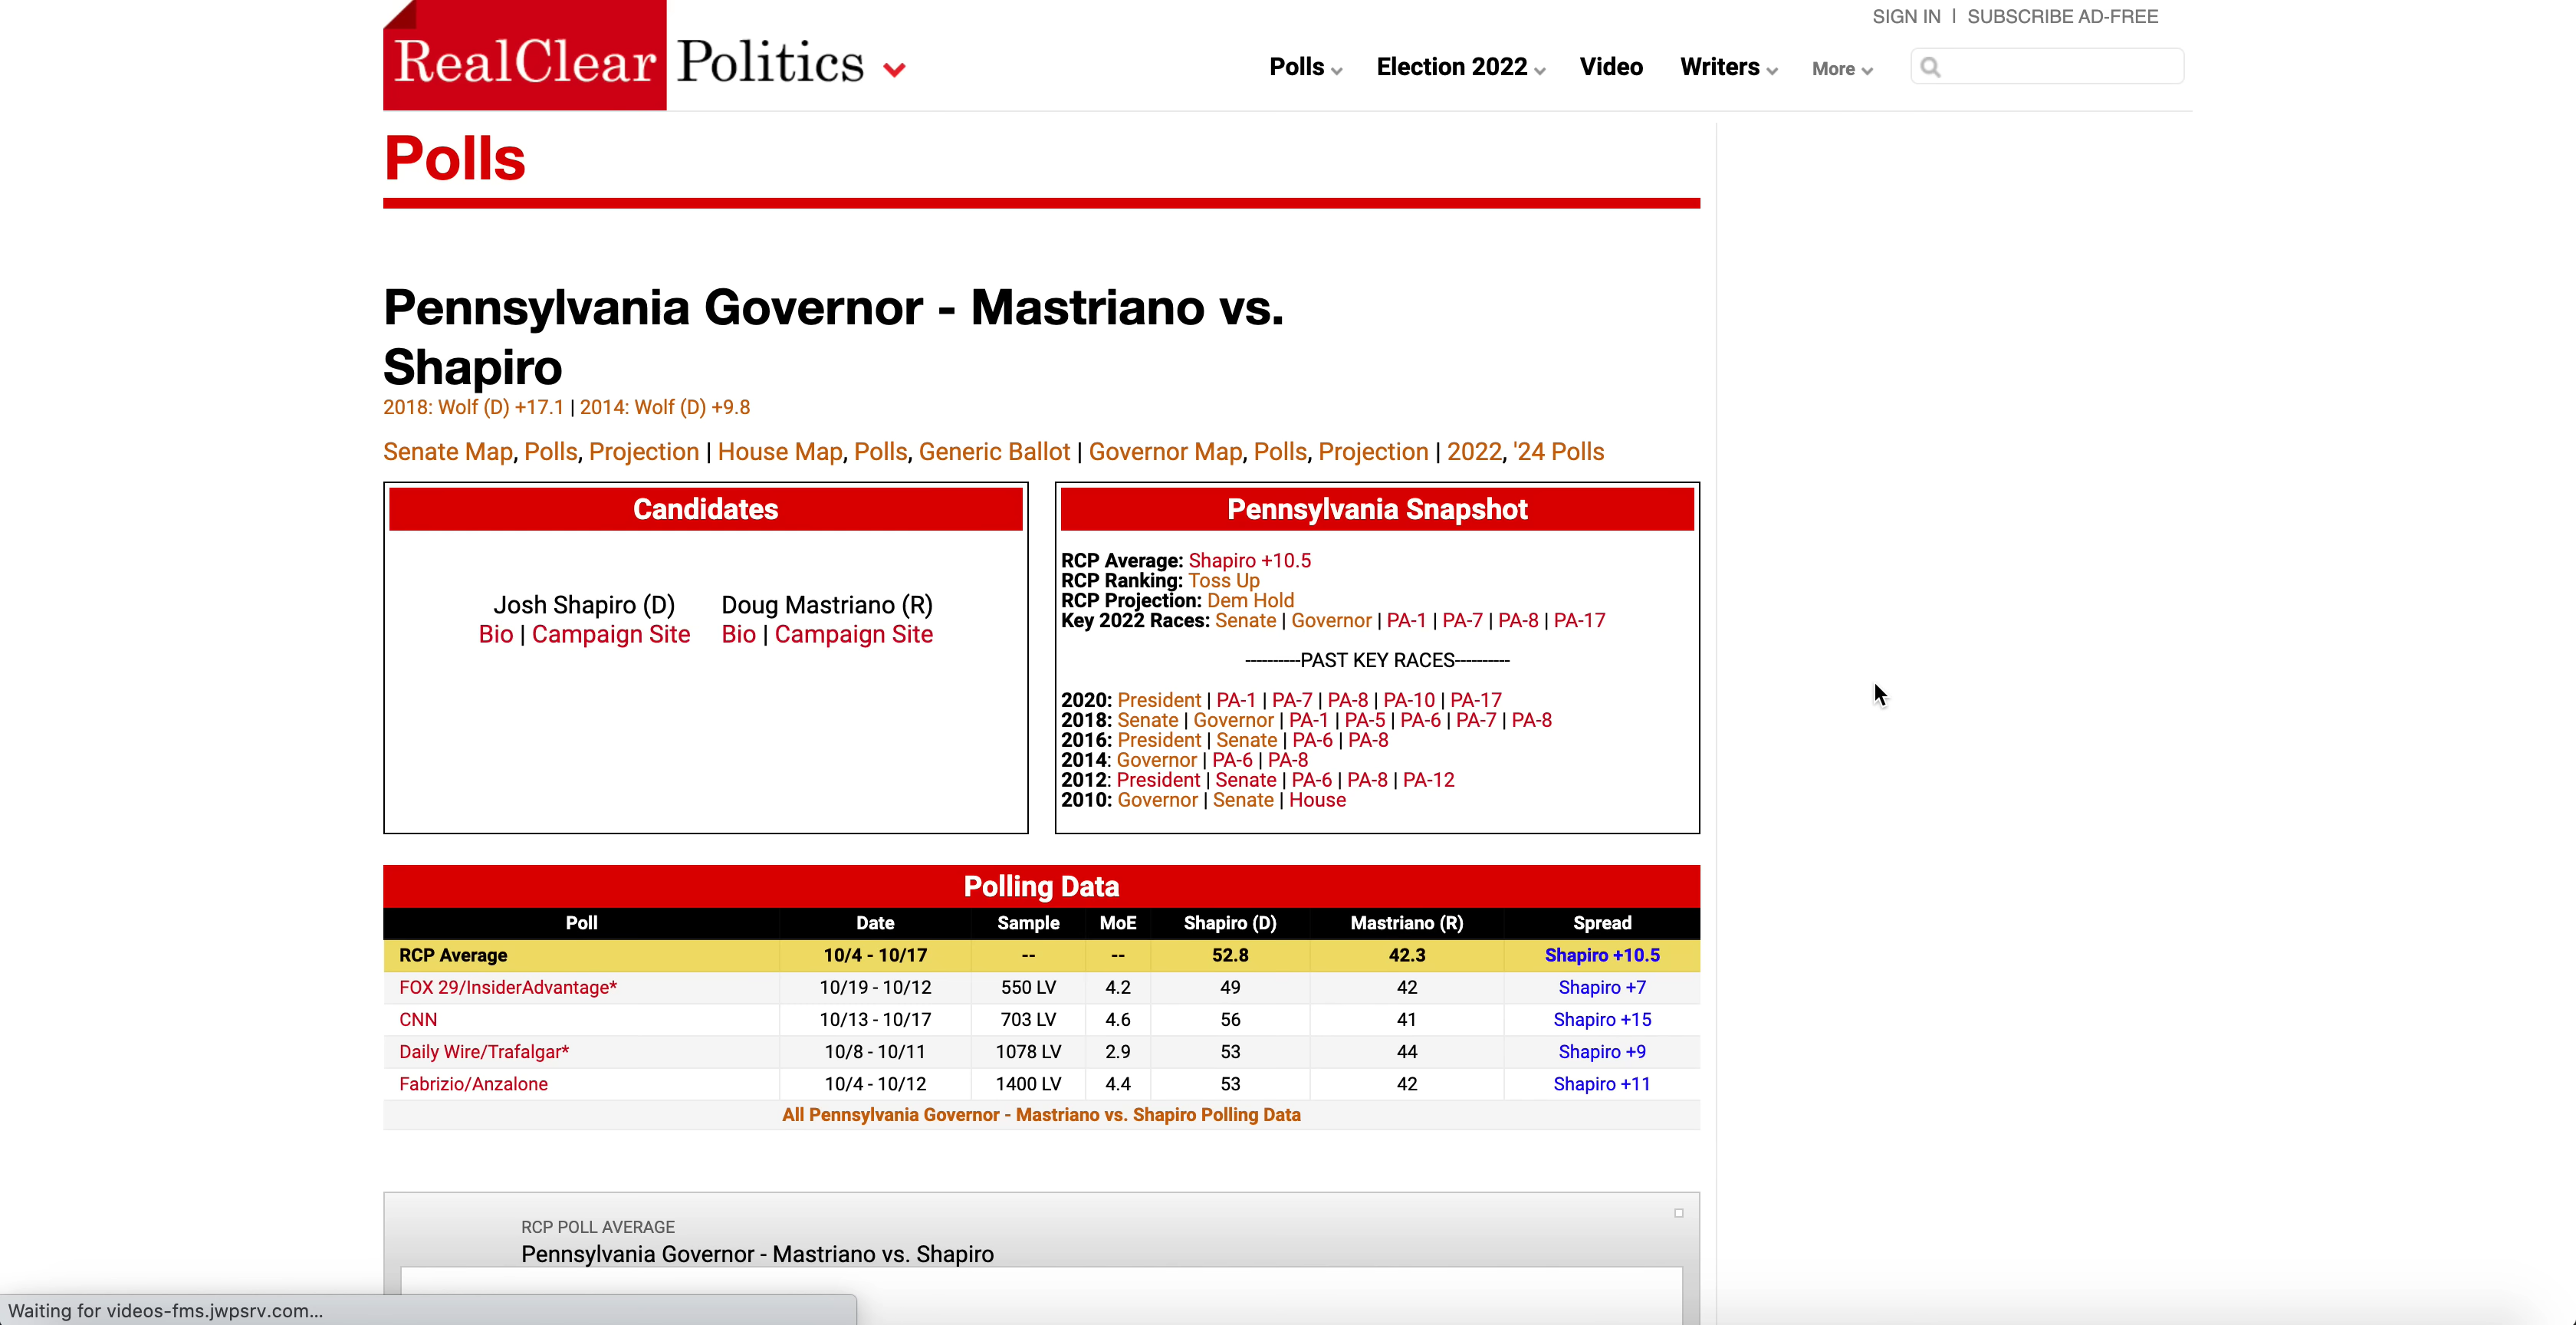 SIGN IN | SUBSCRIBE AD-FREE
RealClear Politics
Polls Election 2022 Video Writers More
Polls
Pennsylvania Governor - Mastriano vs.
Shapiro
2018: Wolf (D) +17.1 | 2014: Wolf (D) +9.8
Senate Map, Polls, Projection | House Map, Polls, Generic Ballot | Governor Map, Polls, Projection | 2022, '24 Polls
Candidates
Josh Shapiro (D) Doug Mastriano (R)
Bio | Campaign Site Bio | Campaign Site
Pennsylvania Snapshot
RCP Average: Shapiro +10.5
RCP Ranking: Toss Up
RCP Projection: Dem Hold
Key 2022 Races: Senate | Governor | PA-1 | PA-7 | PA-8 | PA-17
----------PAST KEY RACES----------
2020: President | PA-1 | PA-7 | PA-8 | PA-10 | PA-17
2018: Senate | Governor | PA-1 | PA-5 | PA-6 | PA-7 | PA-8
2016: President | Senate | PA-6 | PA-8
2014: Governor | PA-6 | PA-8
2012: President | Senate | PA-6 | PA-8 | PA-12
2010: Governor | Senate | House
Polling Data
Poll Date Sample MoE Shapiro (D) Mastriano (R) Spread
RCP Average 10/4 - 10/17 -- -- 52.8 42.3 Shapiro +10.5
FOX 29/InsiderAdvantage* 10/19 - 10/12 550 LV 4.2 49 42 Shapiro +7
CNN 10/13 - 10/17 703 LV 4.6 56 41 Shapiro +15
Daily Wire/Trafalgar* 10/8 - 10/11 1078 LV 2.9 53 44 Shapiro +9
Fabrizio/Anzalone 10/4 - 10/12 1400 LV 4.4 53 42 Shapiro +11
All Pennsylvania Governor - Mastriano vs. Shapiro Polling Data
RCP POLL AVERAGE
Pennsylvania Governor - Mastriano vs. Shapiro
Waiting for videos-fms.jwpsrv.com...